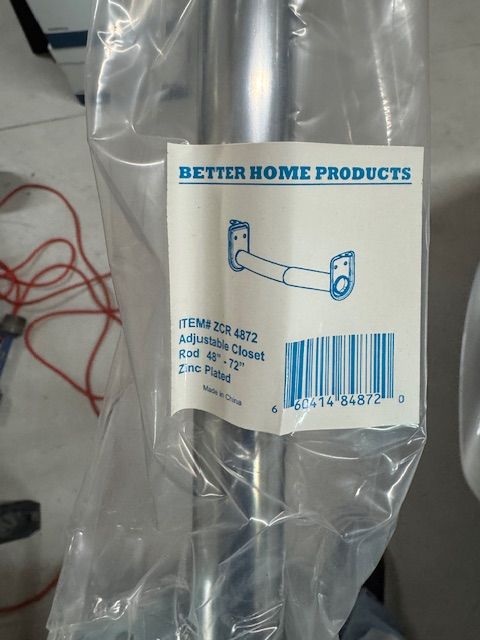 BETTER HOME PRODUCTS
ITEM# ZCR 4872
Adjustable Closet
Rod 48" - 72"
Zinc Plated
Made in China
6 60414 84872 0